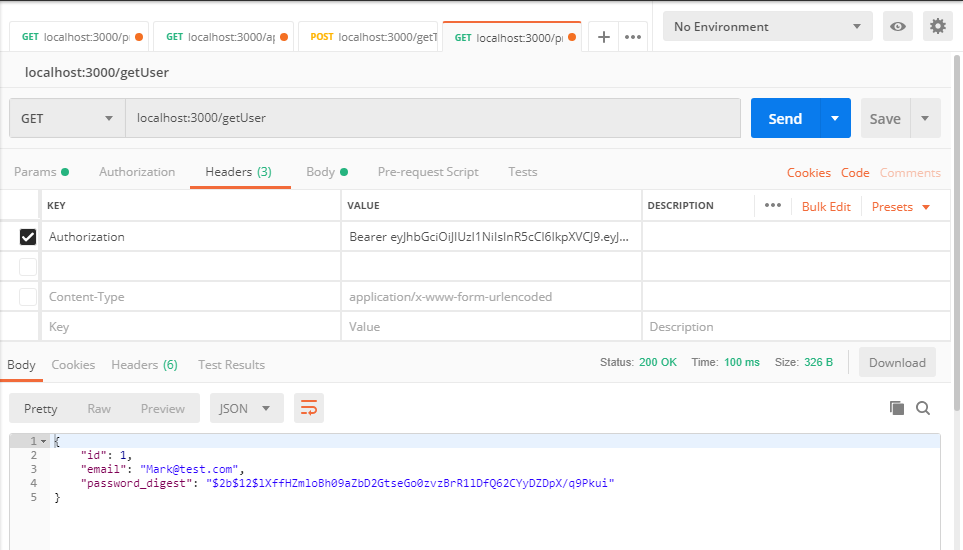 GET localhost:3000/p
GET localhost:3000/a
POST localhost:3000/getT
GET localhost:3000/p
+ •••
No Environment
localhost:3000/getUser
GET localhost:3000/getUser Send Save
Params Authorization Headers (3) Body Pre-request Script Tests Cookies Code Comments
KEY VALUE DESCRIPTION ••• Bulk Edit Presets
Authorization Bearer
Content-Type application/x-www-form-urlencoded
Key Value Description
Body Cookies Headers (6) Test Results Status: 200 OK Time: 100 ms Size: 326 B Download
Pretty Raw Preview JSON
1 {
2 "id": 1,
3 "email": "Mark@test.com",
4 "password_digest": "$2b$12$lXffHZmloBh09aZbD2GtseGo0zvzBrR1lDfQ62CYyDZDpX/q9Pkui"
5 }